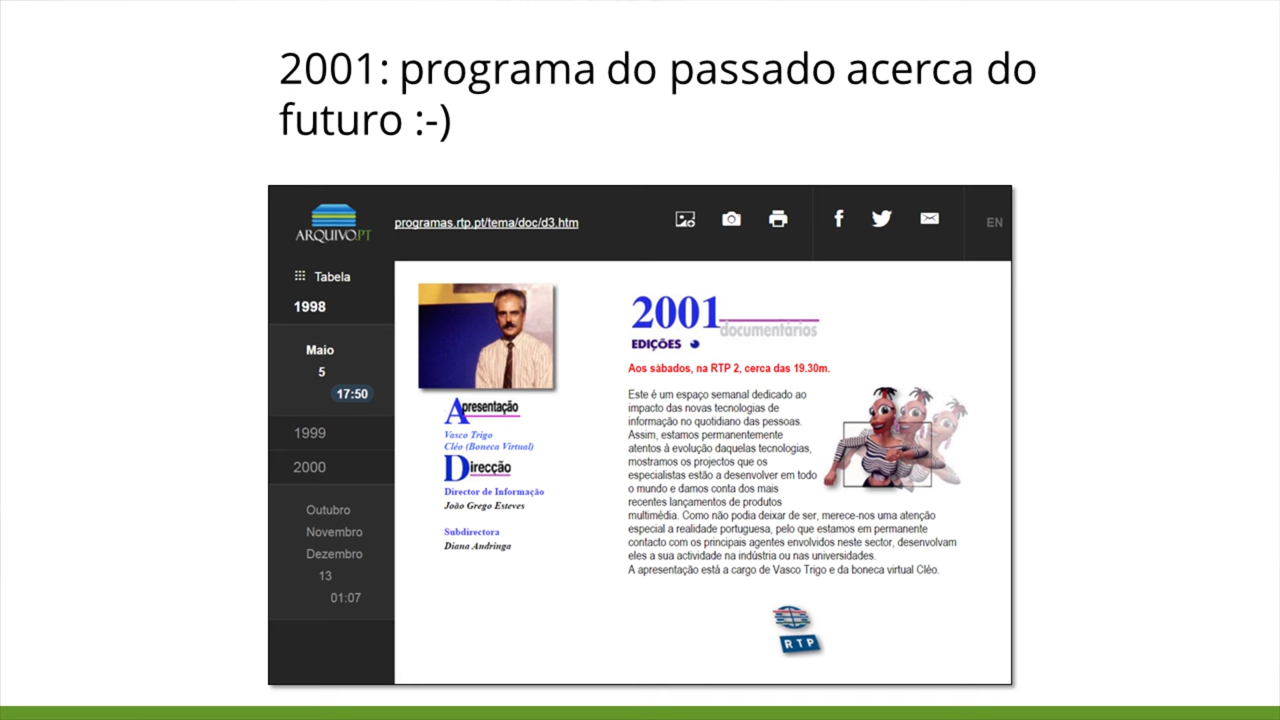 2001: programa do passado acerca do
futuro :-)
ARQUIVO.PT
programas.rtp.pt/tema/doc/d3.htm
EN
Tabela
1998
Maio
5
17:50
1999
2000
Outubro
Novembro
Dezembro
13
01:07
Apresentação
Vasco Trigo
Cléo (Boneca Virtual)
Direcção
Director de Informação
João Grego Esteves
Subdirectora
Diana Andringa
2001
documentários
EDIÇÕES
Aos sábados, na RTP 2, cerca das 19.30m.
Este é um espaço semanal dedicado ao
impacto das novas tecnologias de
informação no quotidiano das pessoas.
Assim, estamos permanentemente
atentos à evolução daquelas tecnologias,
mostramos os projectos que os
especialistas estão a desenvolver em todo
o mundo e damos conta dos mais
recentes lançamentos de produtos
multimédia. Como não podia deixar de ser, merece-nos uma atenção
especial a realidade portuguesa, pelo que estamos em permanente
contacto com os principais agentes envolvidos neste sector, desenvolvam
eles a sua actividade na indústria ou nas universidades.
A apresentação está a cargo de Vasco Trigo e da boneca virtual Cléo.
RTP